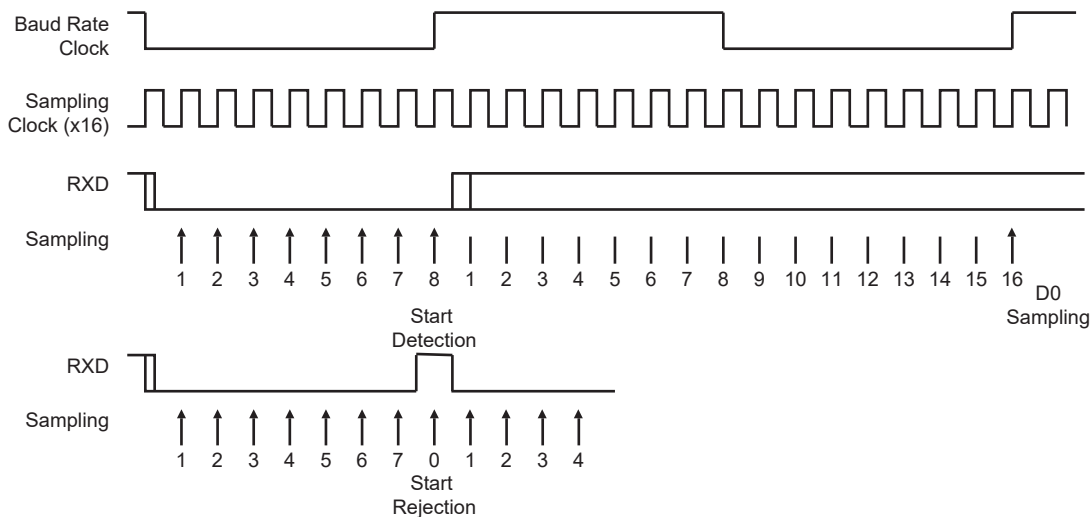 Baud Rate
Clock
Sampling
Clock (x16)
RXD
Sampling
1 2 3 4 5 6 7 8 1 2 3 4 5 6 7 8 9 10 11 12 13 14 15 16
D0
Sampling
Start
Detection
RXD
Sampling
1 2 3 4 5 6 7 0 1 2 3 4
Start
Rejection